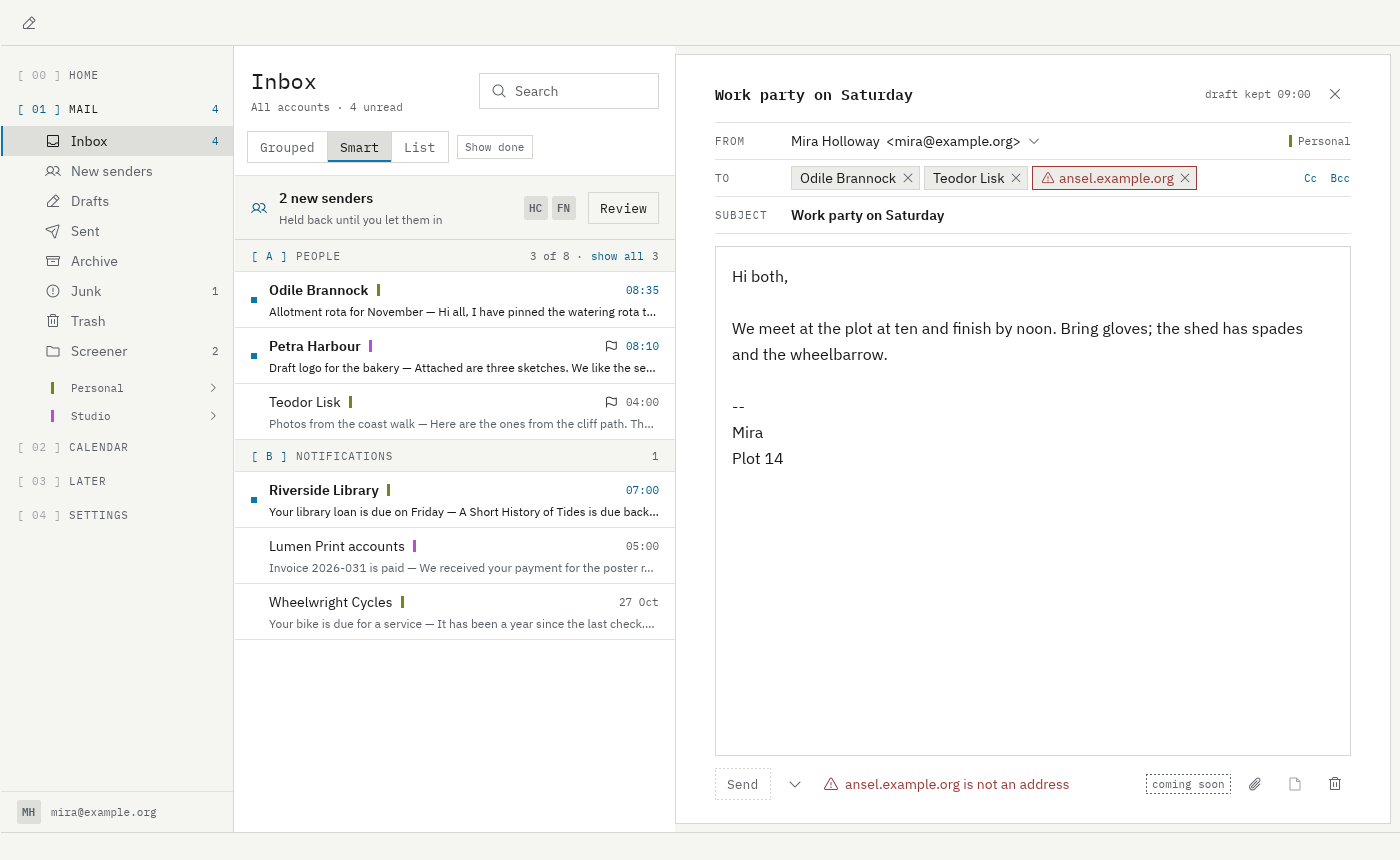 [ 00 ] HOME
[ 01 ] MAIL 4
Inbox 4
New senders
Drafts
Sent
Archive
Junk 1
Trash
Screener 2
Personal
Studio
[ 02 ] CALENDAR
[ 03 ] LATER
[ 04 ] SETTINGS
MH mira@example.org
Inbox
All accounts · 4 unread
Search
Grouped Smart List Show done
2 new senders
Held back until you let them in
HC FN Review
[ A ] PEOPLE 3 of 8 · show all 3
Odile Brannock 08:35
Allotment rota for November — Hi all, I have pinned the watering rota t...
Petra Harbour 08:10
Draft logo for the bakery — Attached are three sketches. We like the se...
Teodor Lisk 04:00
Photos from the coast walk — Here are the ones from the cliff path. Th...
[ B ] NOTIFICATIONS 1
Riverside Library 07:00
Your library loan is due on Friday — A Short History of Tides is due back...
Lumen Print accounts 05:00
Invoice 2026-031 is paid — We received your payment for the poster r...
Wheelwright Cycles 27 Oct
Your bike is due for a service — It has been a year since the last check....
Work party on Saturday draft kept 09:00
FROM Mira Holloway <mira@example.org> Personal
TO Odile Brannock Teodor Lisk ansel.example.org Cc Bcc
SUBJECT Work party on Saturday
Hi both,
We meet at the plot at ten and finish by noon. Bring gloves; the shed has spades
and the wheelbarrow.
--
Mira
Plot 14
Send ansel.example.org is not an address coming soon